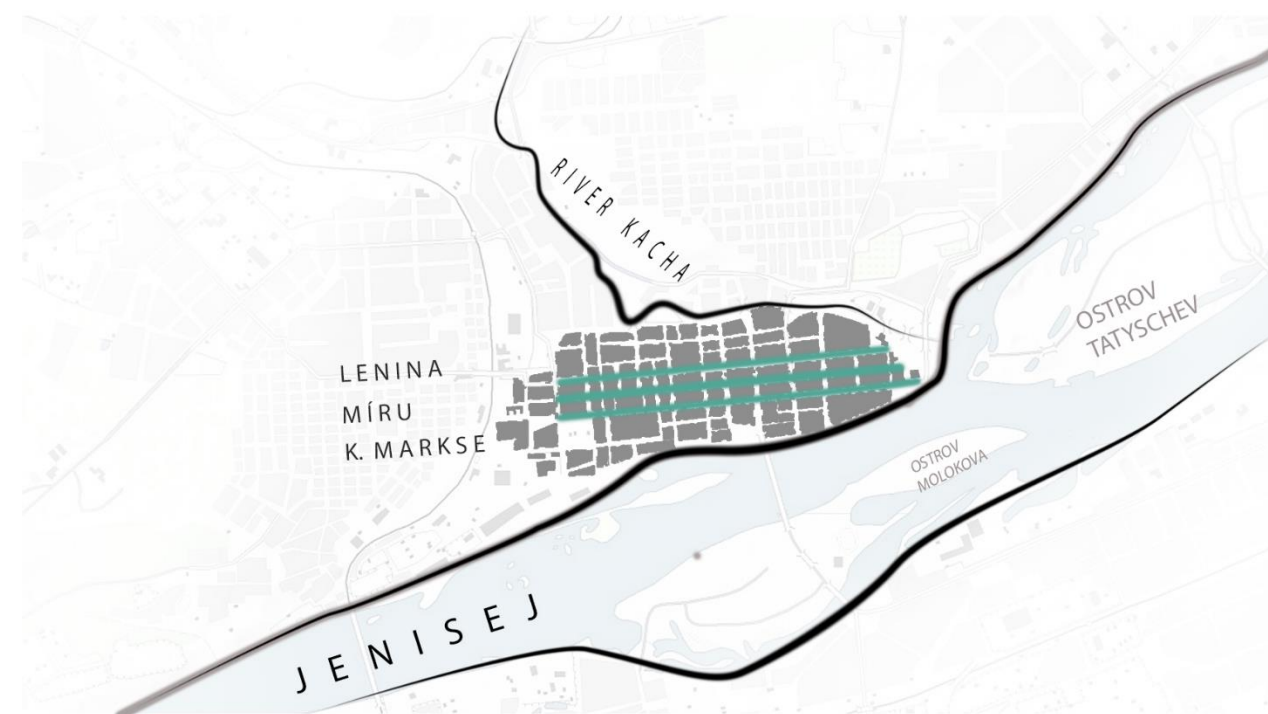 RIVER KACHA
OSTROV
TATYSCHEV
LENINA
MÍRU
K. MARKSE
OSTROV
MOLOKOVA
JENISEJ